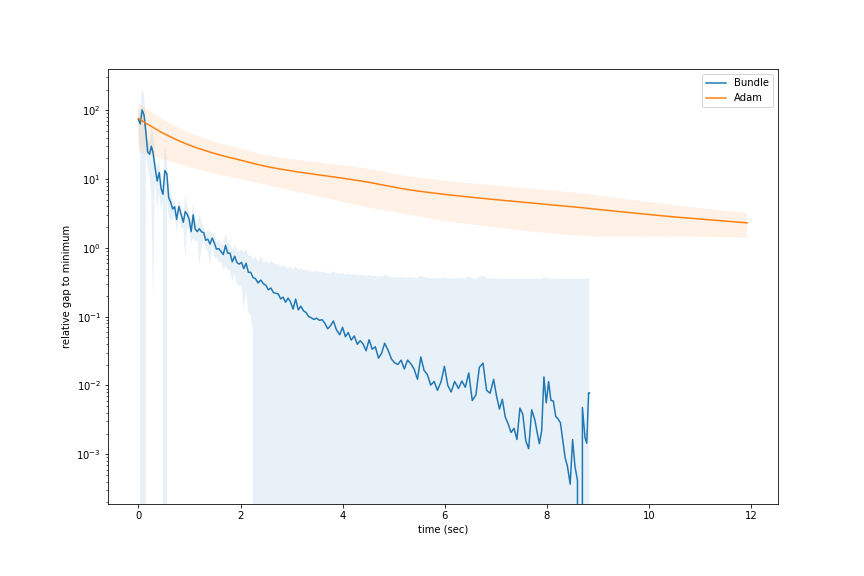 Bundle
Adam
relative gap to minimum
10²
10¹
10⁰
10⁻¹
10⁻²
10⁻³
0 2 4 6 8 10 12
time (sec)